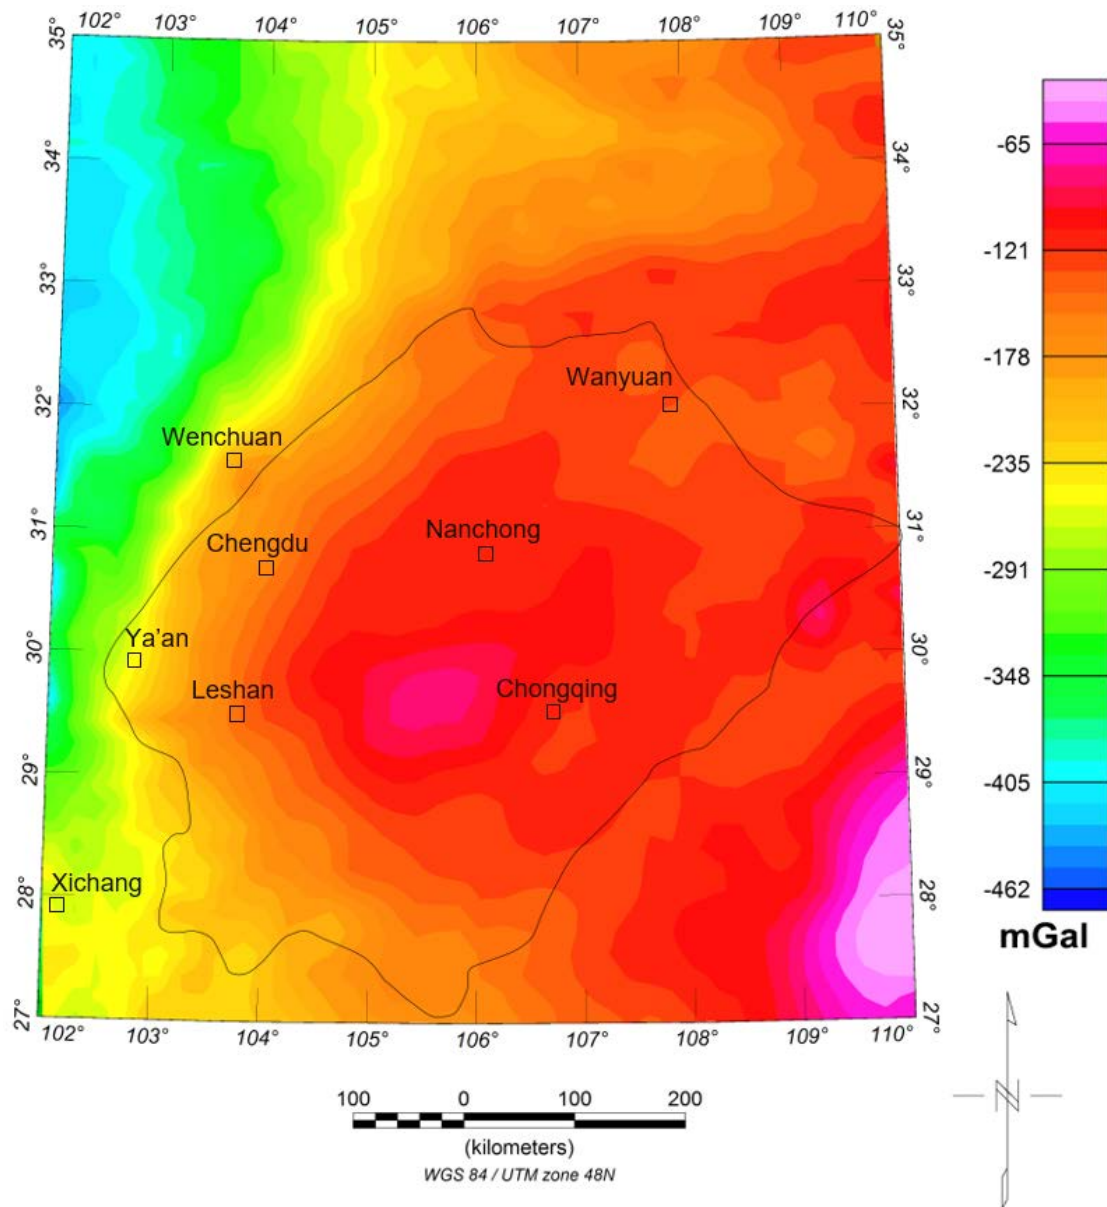 102° 103° 104° 105° 106° 107° 108° 109° 110°
35° 35°
34° 34°
33° 33°
32° 32°
31° 31°
30° 30°
29° 29°
28° 28°
27° 27°
102° 103° 104° 105° 106° 107° 108° 109° 110°
Wanyuan
Wenchuan
Nanchong
Chengdu
Ya'an
Leshan
Chongqing
Xichang
-65
-121
-178
-235
-291
-348
-405
-462
mGal
N
100 0 100 200
(kilometers)
WGS 84 / UTM zone 48N